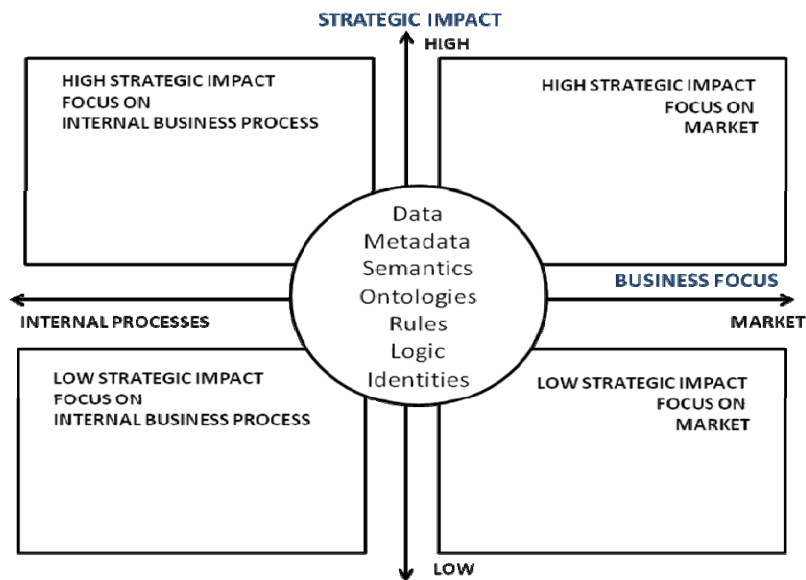 STRATEGIC IMPACT
HIGH
HIGH STRATEGIC IMPACT
FOCUS ON
INTERNAL BUSINESS PROCESS
HIGH STRATEGIC IMPACT
FOCUS ON
MARKET
Data
Metadata
Semantics
Ontologies
Rules
Logic
Identities
BUSINESS FOCUS
INTERNAL PROCESSES
MARKET
LOW STRATEGIC IMPACT
FOCUS ON
INTERNAL BUSINESS PROCESS
LOW STRATEGIC IMPACT
FOCUS ON
MARKET
LOW